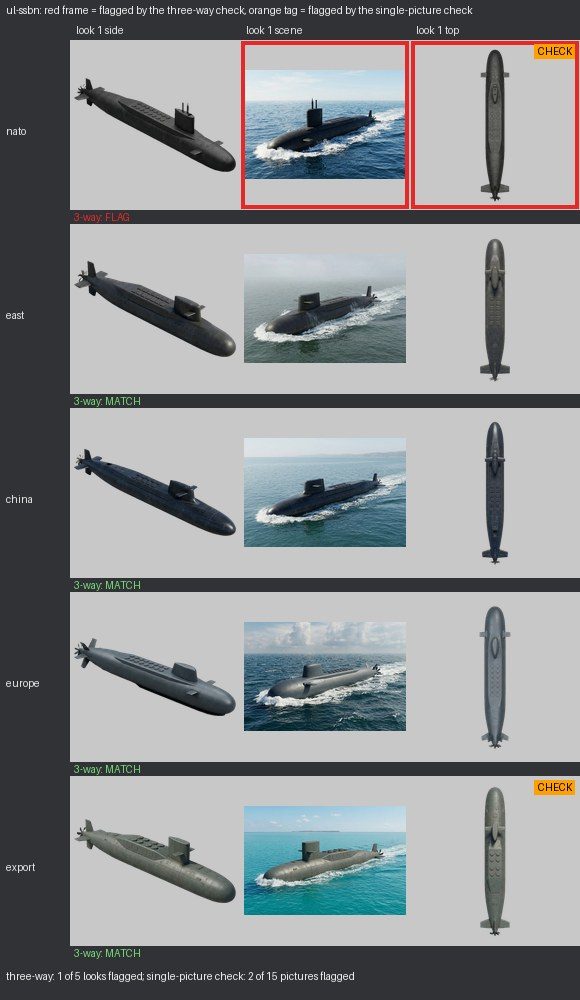 ul-ssbn: red frame = flagged by the three-way check, orange tag = flagged by the single-picture check
look 1 side
look 1 scene
look 1 top
CHECK
nato
3-way: FLAG
east
3-way: MATCH
china
3-way: MATCH
europe
3-way: MATCH
CHECK
export
3-way: MATCH
three-way: 1 of 5 looks flagged; single-picture check: 2 of 15 pictures flagged